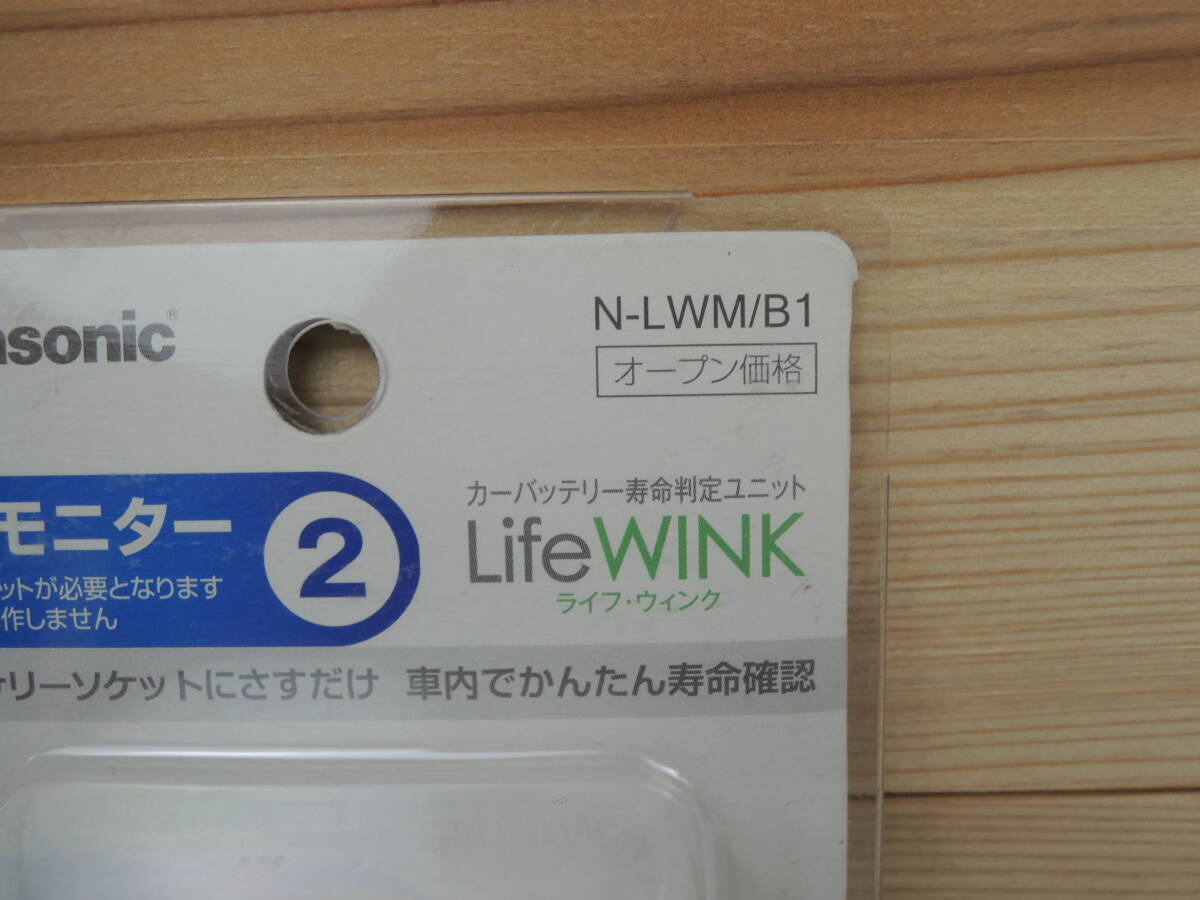 nsonic®
N-LWM/B1
オープン価格
モニター 2
ットが必要となります
作しません
カーバッテリー寿命判定ユニット
LifeWINK
ライフ・ウィンク
サリーソケットにさすだけ 車内でかんたん寿命確認